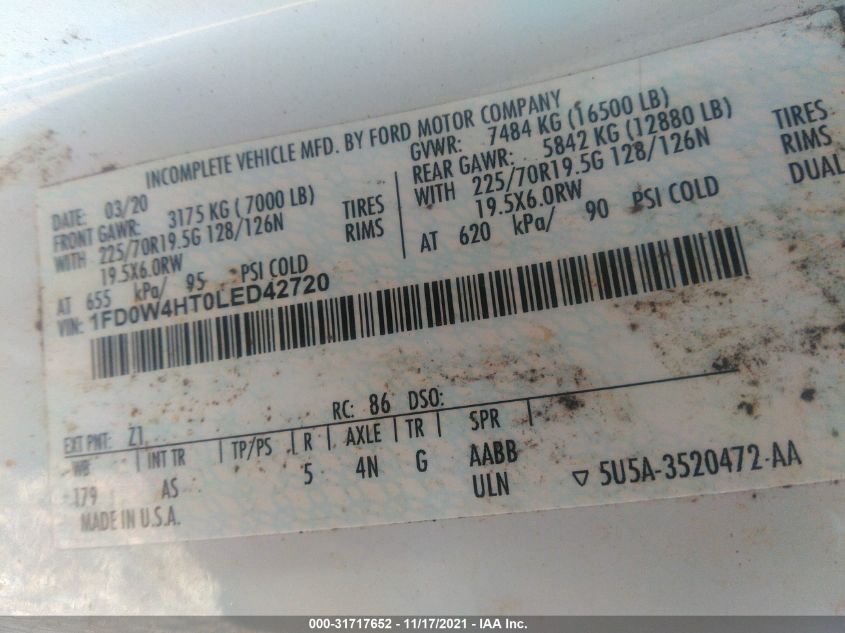 INCOMPLETE VEHICLE MFD. BY FORD MOTOR COMPANY
DATE: 03/20
GVWR: 7484 KG (16500 LB)
FRONT GAWR: 3175 KG (7000 LB)
REAR GAWR: 5842 KG (12880 LB)
WITH 225/70R19.5G 128/126N TIRES
WITH 225/70R19.5G 128/126N TIRES
19.5X6.0RW RIMS
19.5X6.0RW RIMS
AT 655 kPa/ 95 PSI COLD
AT 620 kPa/ 90 PSI COLD DUAL
VIN: 1FD0W4HT0LED42720
EXT PNT: Z1 RC: 86 DSO:
WB INT TR TP/PS R AXLE TR SPR
179 AS 5 4N G AABB
MADE IN U.S.A. ULN 5U5A-3520472-AA
000-31717652 - 11/17/2021 - IAA Inc.